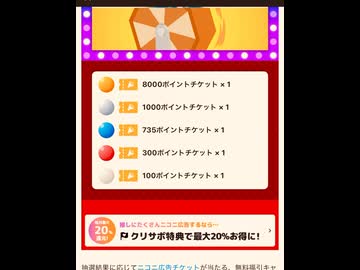 8000ポイントチケット × 1
1000ポイントチケット × 1
735ポイントチケット × 1
300ポイントチケット × 1
100ポイントチケット × 1
推しにたくさんニコニ広告するなら…
20%
クリサポ特典で最大20%お得に!
抽選結果に応じてニコニ広告チケットが当たる、無料福引キャ